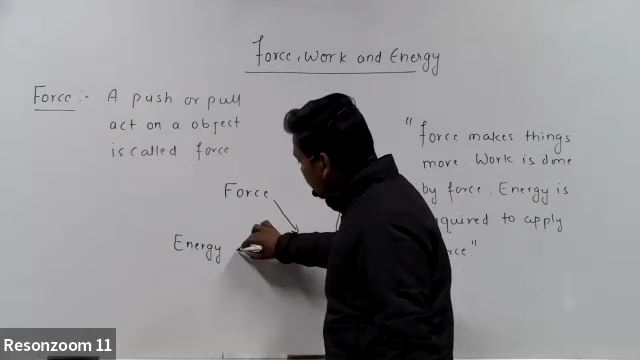 Force, Work and Energy
Force :- A push or pull
act on a object
is called force
"force makes things
more. Work is done
by force. Energy is
quired to apply
rce."
Force
Energy
Resonzoom 11